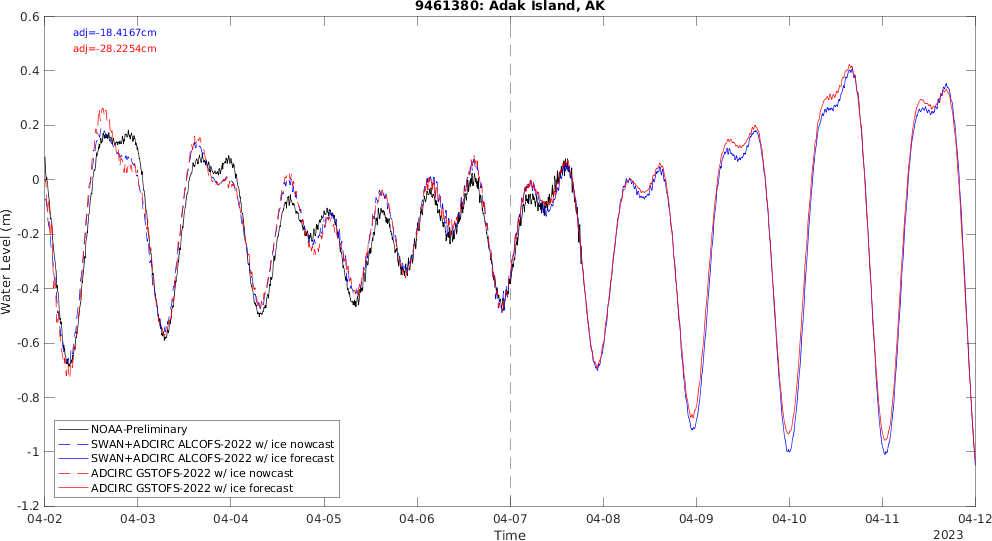 9461380: Adak Island, AK
adj=-18.4167cm
adj=-28.2254cm
0.6
0.4
0.2
0
-0.2
-0.4
-0.6
-0.8
-1
-1.2
Water Level (m)
NOAA-Preliminary
SWAN+ADCIRC ALCOFS-2022 w/ ice nowcast
SWAN+ADCIRC ALCOFS-2022 w/ ice forecast
ADCIRC GSTOFS-2022 w/ ice nowcast
ADCIRC GSTOFS-2022 w/ ice forecast
04-02 04-03 04-04 04-05 04-06 04-07 04-08 04-09 04-10 04-11 04-12
Time
2023